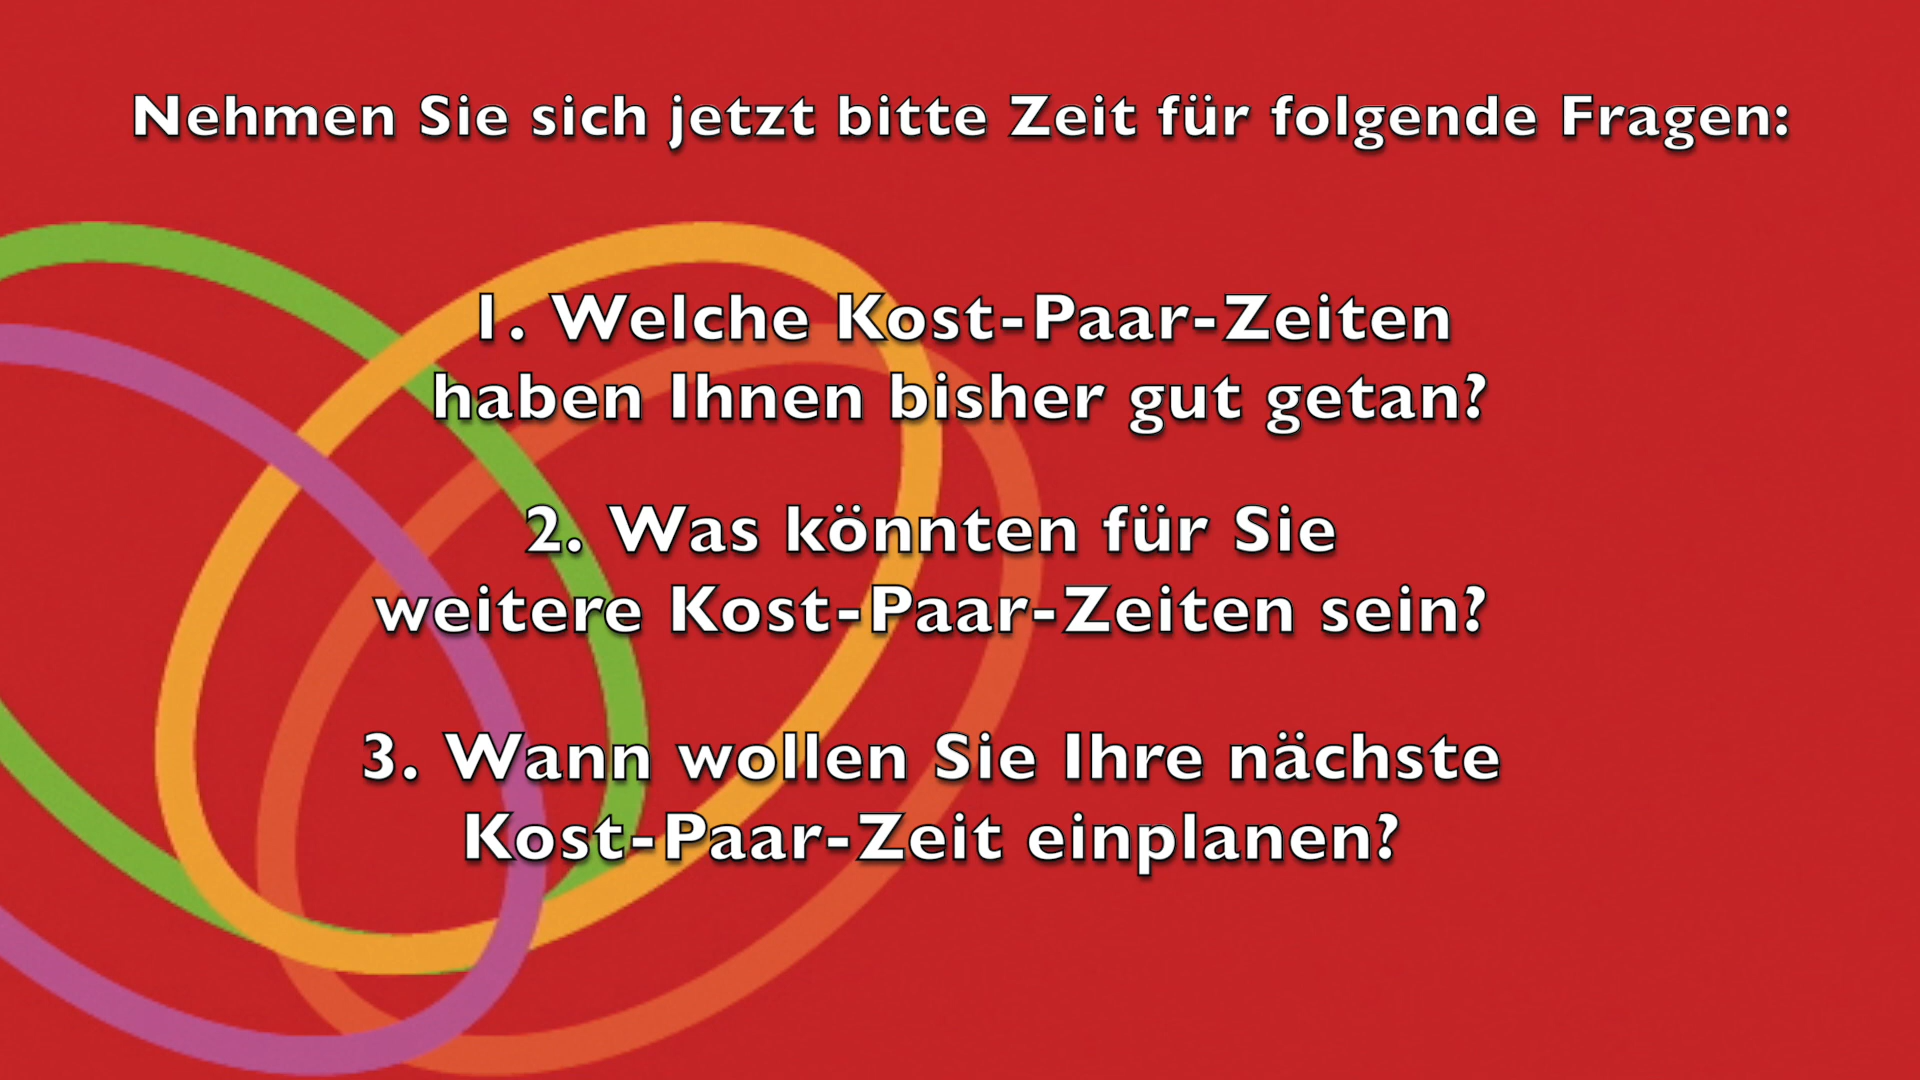 Nehmen Sie sich jetzt bitte Zeit für folgende Fragen:
1. Welche Kost-Paar-Zeiten
haben Ihnen bisher gut getan?
2. Was könnten für Sie
weitere Kost-Paar-Zeiten sein?
3. Wann wollen Sie Ihre nächste
Kost-Paar-Zeit einplanen?